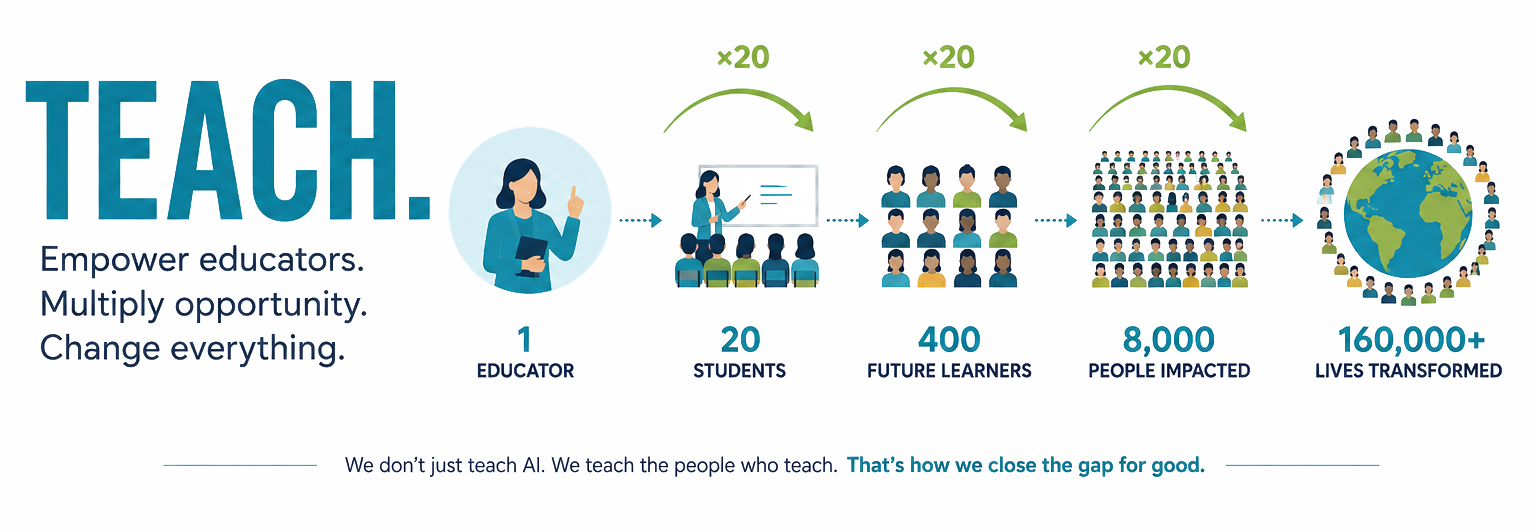 ×20
×20
×20
TEACH.
Empower educators.
Multiply opportunity.
Change everything.
1
EDUCATOR
20
STUDENTS
400
FUTURE LEARNERS
8,000
PEOPLE IMPACTED
160,000+
LIVES TRANSFORMED
We don't just teach AI. We teach the people who teach. That's how we close the gap for good.